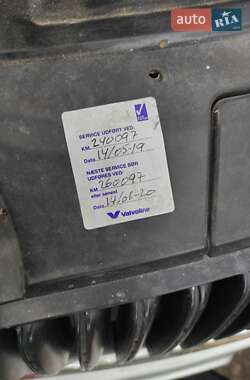 AUTO RIA
SERVICE UDFØRT VED:
KM. 240097
Dato. 14/05-19
NÆSTE SERVICE BØR
UDFØRES VED:
KM. 260097
eller senest
Dato. 14/05-20
Valvoline